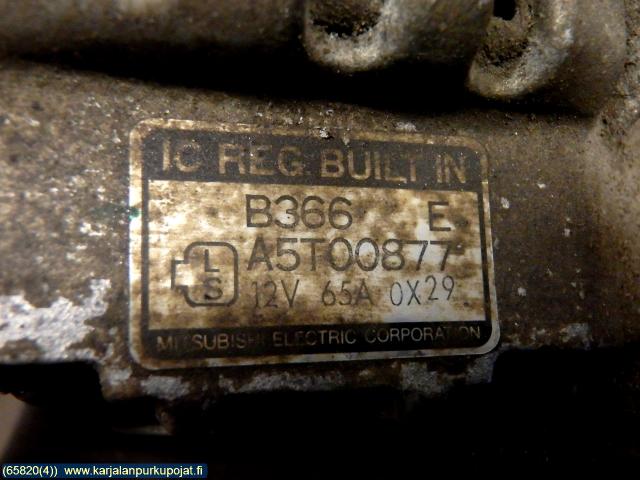 IC REG BUILT IN
B366 E
A5T00877
L
S
12V 65A 0X29
MITSUBISHI ELECTRIC CORPORATION
(65820(4)) www.karjalanpurkupojat.fi